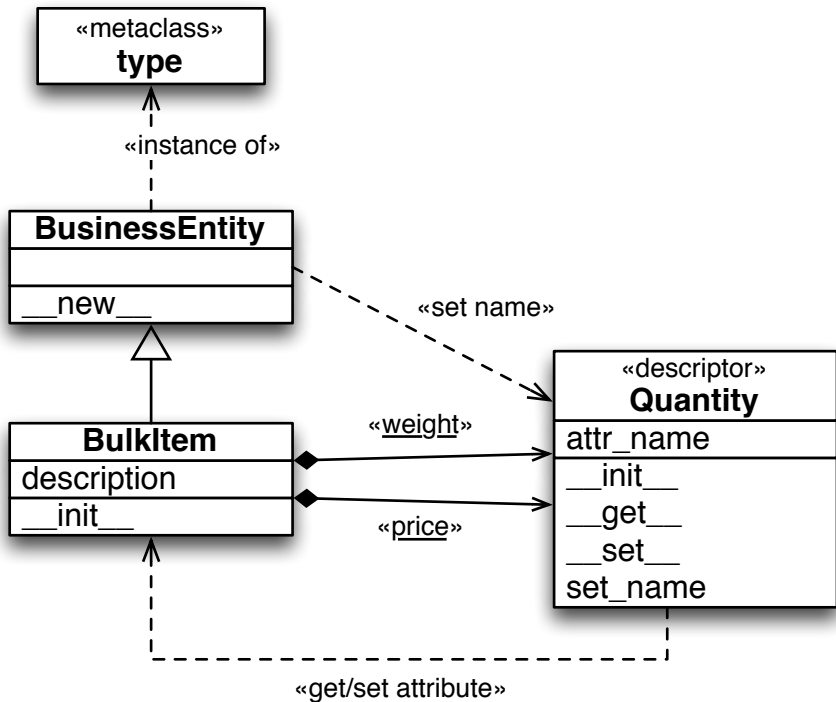 «metaclass»
type
«instance of»
BusinessEntity
__new__
«set name»
«descriptor»
Quantity
attr_name
__init__
__get__
__set__
set_name
BulkItem
description
__init__
«weight»
«price»
«get/set attribute»